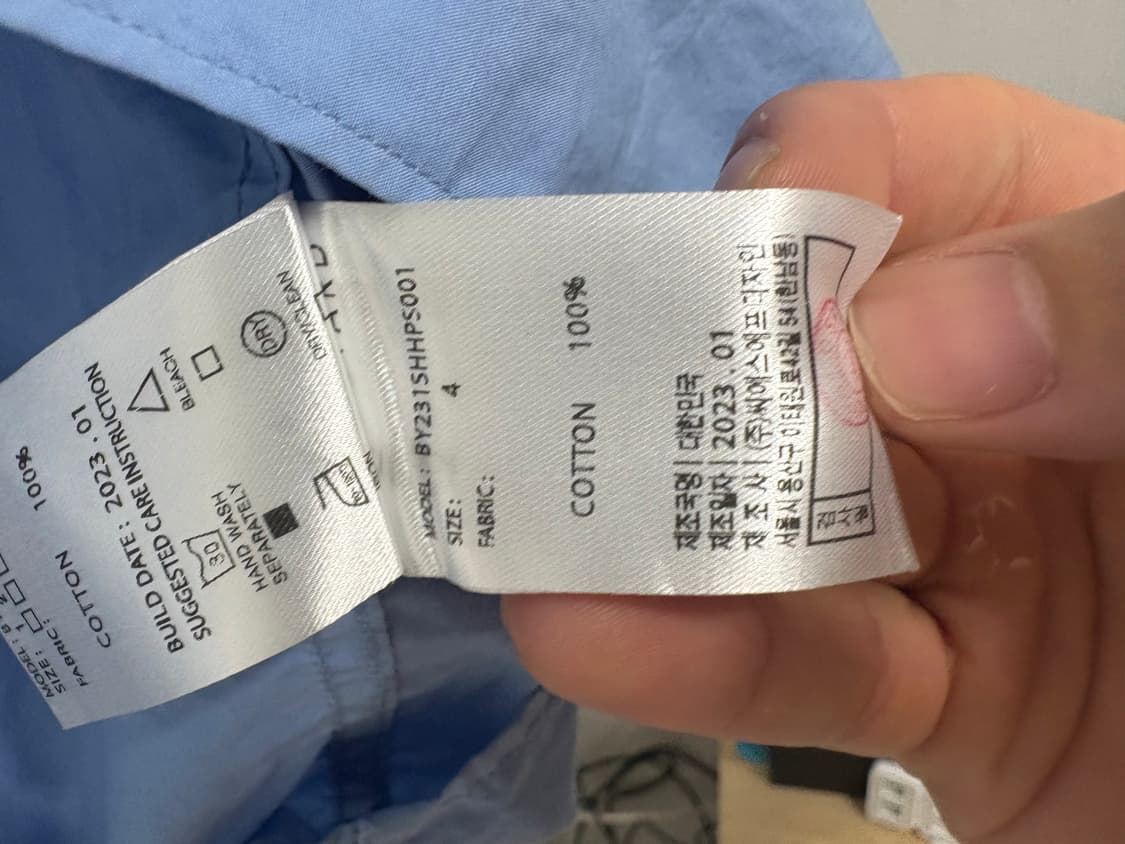 MODEL: BY231SHHPS001
SIZE: 4
FABRIC:
COTTON 100%
제조국명 | 대한민국
제조일자 | 2023.01
제 조 사 | (주)씨에스에프 디자인
서울시 용산구 이태원로42길 54 (한남동)
검사필
MODEL:
SIZE: 1
FABRIC:
COTTON 100%
BUILD DATE: 2023.01
SUGGESTED CARE INSTRUCTION
30
HAND WASH
SEPARATELY
BLEACH
DRY
DRY CLEAN